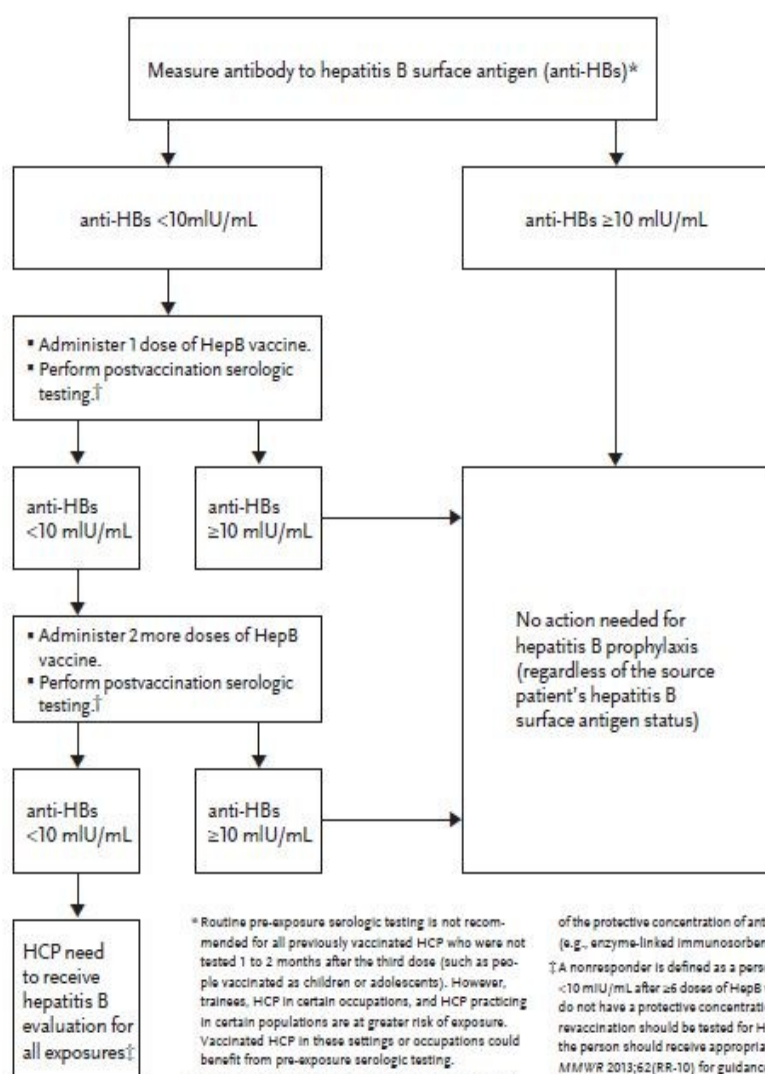 Measure antibody to hepatitis B surface antigen (anti-HBs)*
anti-HBs <10mIU/mL
anti-HBs ≥10 mIU/mL
▪ Administer 1 dose of HepB vaccine.
▪ Perform postvaccination serologic
testing.†
anti-HBs
<10 mIU/mL
anti-HBs
≥10 mIU/mL
▪ Administer 2 more doses of HepB
vaccine.
▪ Perform postvaccination serologic
testing.†
No action needed for
hepatitis B prophylaxis
(regardless of the source
patient's hepatitis B
surface antigen status)
anti-HBs
<10 mIU/mL
anti-HBs
≥10 mIU/mL
HCP need
to receive
hepatitis B
evaluation for
all exposures‡
* Routine pre-exposure serologic testing is not recom-
mended for all previously vaccinated HCP who were not
tested 1 to 2 months after the third dose (such as peo-
ple vaccinated as children or adolescents). However,
trainees, HCP in certain occupations, and HCP practicing
in certain populations are at greater risk of exposure.
Vaccinated HCP in these settings or occupations could
benefit from pre-exposure serologic testing.
of the protective concentration of
(e.g., enzyme-linked
‡ A nonresponder is defined as a
<10 mIU/mL after ≥6 doses of HepB
do not have a protective
revaccination should be tested for
the person should receive
MMWR 2013;62(RR-10) for